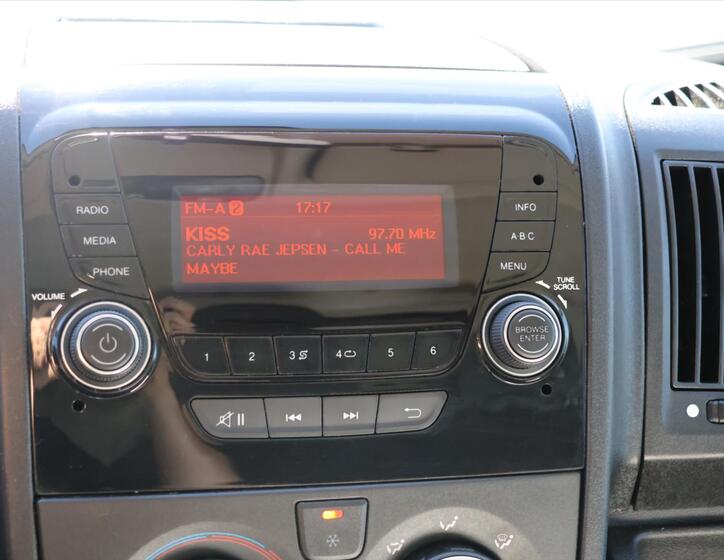 FM-A 2 17:17
KISS 97.70 MHz
CARLY RAE JEPSEN - CALL ME
MAYBE
RADIO
MEDIA
PHONE
INFO
ABC
MENU
VOLUME
TUNE
SCROLL
BROWSE
ENTER
1 2 3 4 5 6